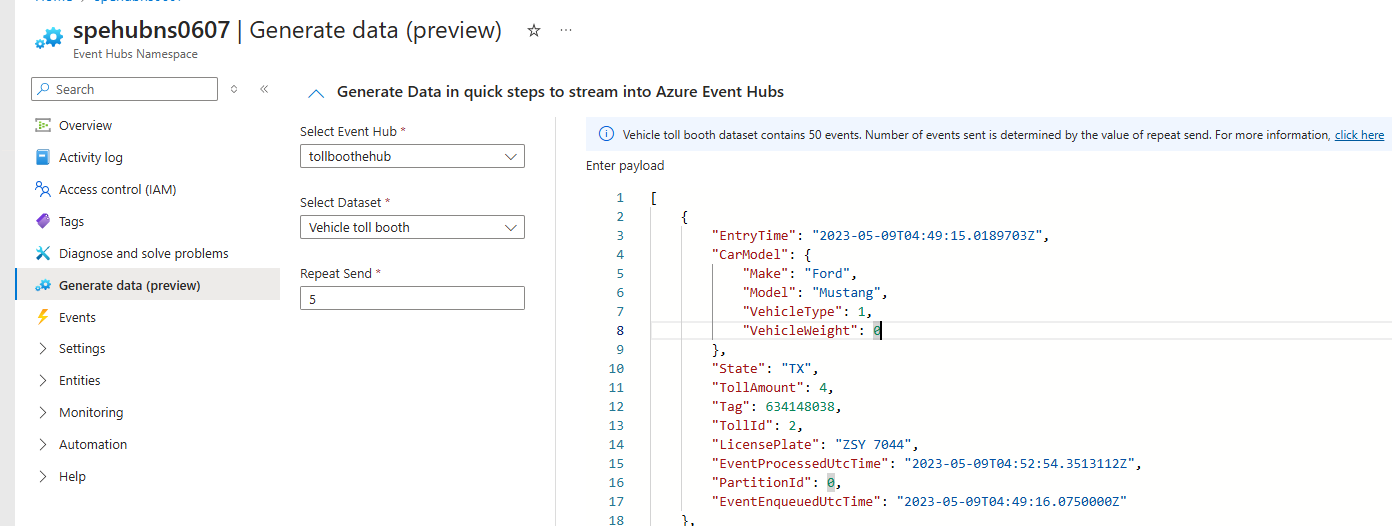 spehubns0607 | Generate data (preview)
Event Hubs Namespace
Search
Overview
Activity log
Access control (IAM)
Tags
Diagnose and solve problems
Generate data (preview)
Events
Settings
Entities
Monitoring
Automation
Help
Generate Data in quick steps to stream into Azure Event Hubs
Select Event Hub *
tollboothehub
Select Dataset *
Vehicle toll booth
Repeat Send *
5
Vehicle toll booth dataset contains 50 events. Number of events sent is determined by the value of repeat send. For more information, click here
Enter payload
1 [
2 {
3 "EntryTime": "2023-05-09T04:49:15.0189703Z",
4 "CarModel": {
5 "Make": "Ford",
6 "Model": "Mustang",
7 "VehicleType": 1,
8 "VehicleWeight": 0
9 },
10 "State": "TX",
11 "TollAmount": 4,
12 "Tag": 634148038,
13 "TollId": 2,
14 "LicensePlate": "ZSY 7044",
15 "EventProcessedUtcTime": "2023-05-09T04:52:54.3513112Z",
16 "PartitionId": 0,
17 "EventEnqueuedUtcTime": "2023-05-09T04:49:16.0750000Z"
18 },